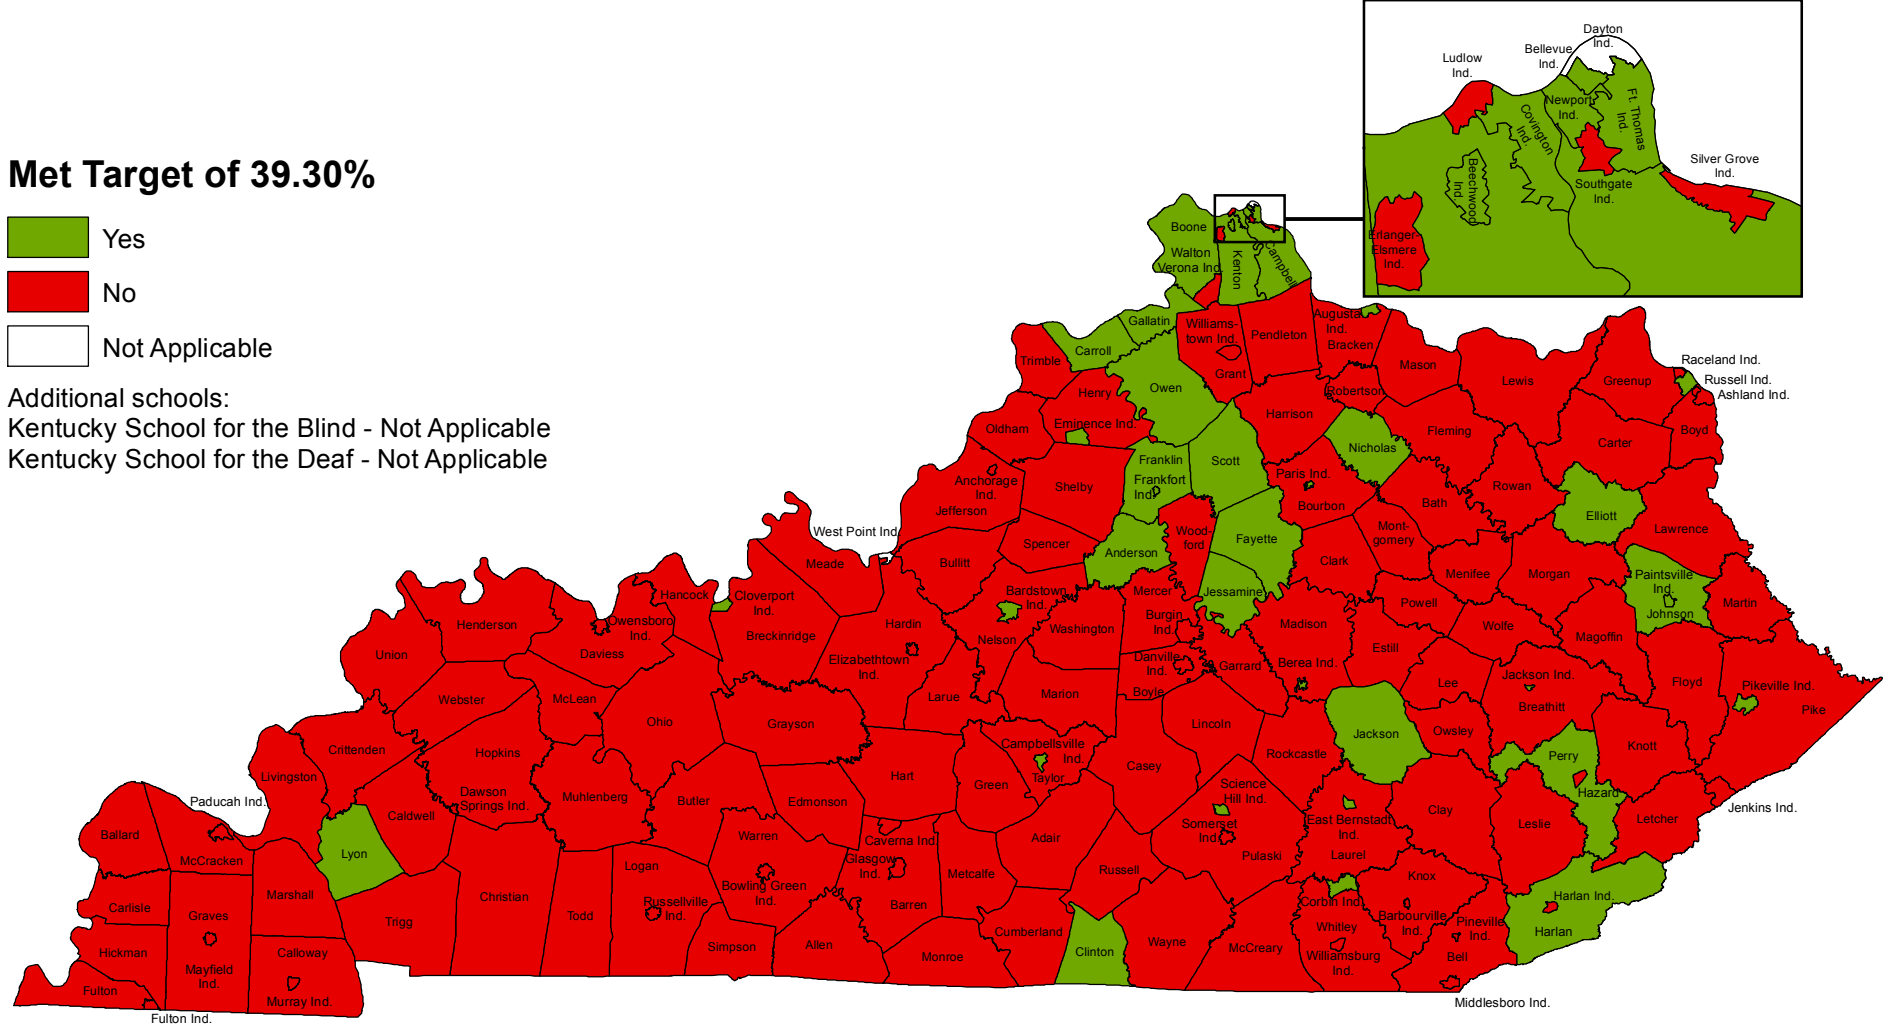 Met Target of 39.30%
Yes
No
Not Applicable
Additional schools:
Kentucky School for the Blind - Not Applicable
Kentucky School for the Deaf - Not Applicable
Dayton
Ind.
Bellevue
Ind.
Ludlow
Ind.
Newport
Ind.
Ft. Thomas
Ind.
Covington
Ind.
Beechwood
Ind.
Southgate
Ind.
Silver Grove
Ind.
Erlanger-
Elsmere
Ind.
Boone
Walton
Verona Ind.
Kenton
Campbell
Gallatin
Carroll
Trimble
Williams-
town Ind.
Grant
Pendleton
Augusta
Ind.
Bracken
Mason
Robertson
Lewis
Greenup
Raceland Ind.
Russell Ind.
Ashland Ind.
Boyd
Carter
Owen
Henry
Eminence Ind.
Oldham
Harrison
Nicholas
Fleming
Franklin
Frankfort
Ind.
Scott
Shelby
Anchorage
Ind.
Jefferson
Paris Ind.
Bourbon
Bath
Rowan
Elliott
Lawrence
West Point Ind.
Meade
Bullitt
Spencer
Anderson
Wood-
ford
Fayette
Jessamine
Clark
Mont-
gomery
Menifee
Morgan
Paintsville
Ind.
Johnson
Martin
Hancock
Cloverport
Ind.
Breckinridge
Hardin
Elizabethtown
Ind.
Larue
Bardstown
Ind.
Nelson
Washington
Mercer
Burgin
Ind.
Danville
Ind.
Boyle
Garrard
Madison
Berea Ind.
Powell
Estill
Wolfe
Magoffin
Floyd
Pikeville Ind.
Pike
Henderson
Union
Owensboro
Ind.
Daviess
Webster
McLean
Ohio
Grayson
Marion
Lincoln
Lee
Jackson Ind.
Breathitt
Crittenden
Hopkins
Livingston
Dawson
Springs Ind.
Caldwell
Muhlenberg
Butler
Edmonson
Hart
Green
Campbellsville
Ind.
Taylor
Casey
Rockcastle
Jackson
Owsley
Perry
Hazard
Knott
Jenkins Ind.
Letcher
Paducah Ind.
Ballard
McCracken
Lyon
Warren
Caverna Ind.
Glasgow
Ind.
Metcalfe
Adair
Science
Hill Ind.
Somerset
Ind.
Pulaski
East Bernstadt
Ind.
Laurel
Clay
Leslie
Carlisle
Graves
Marshall
Trigg
Christian
Todd
Logan
Russellville
Ind.
Bowling Green
Ind.
Barren
Russell
Knox
Corbin Ind.
Whitley
Williamsburg
Ind.
Barbourville
Ind.
Pineville
Ind.
Bell
Harlan Ind.
Harlan
Hickman
Mayfield
Ind.
Calloway
Murray Ind.
Fulton
Fulton Ind.
Simpson
Allen
Monroe
Cumberland
Clinton
Wayne
McCreary
Middlesboro Ind.